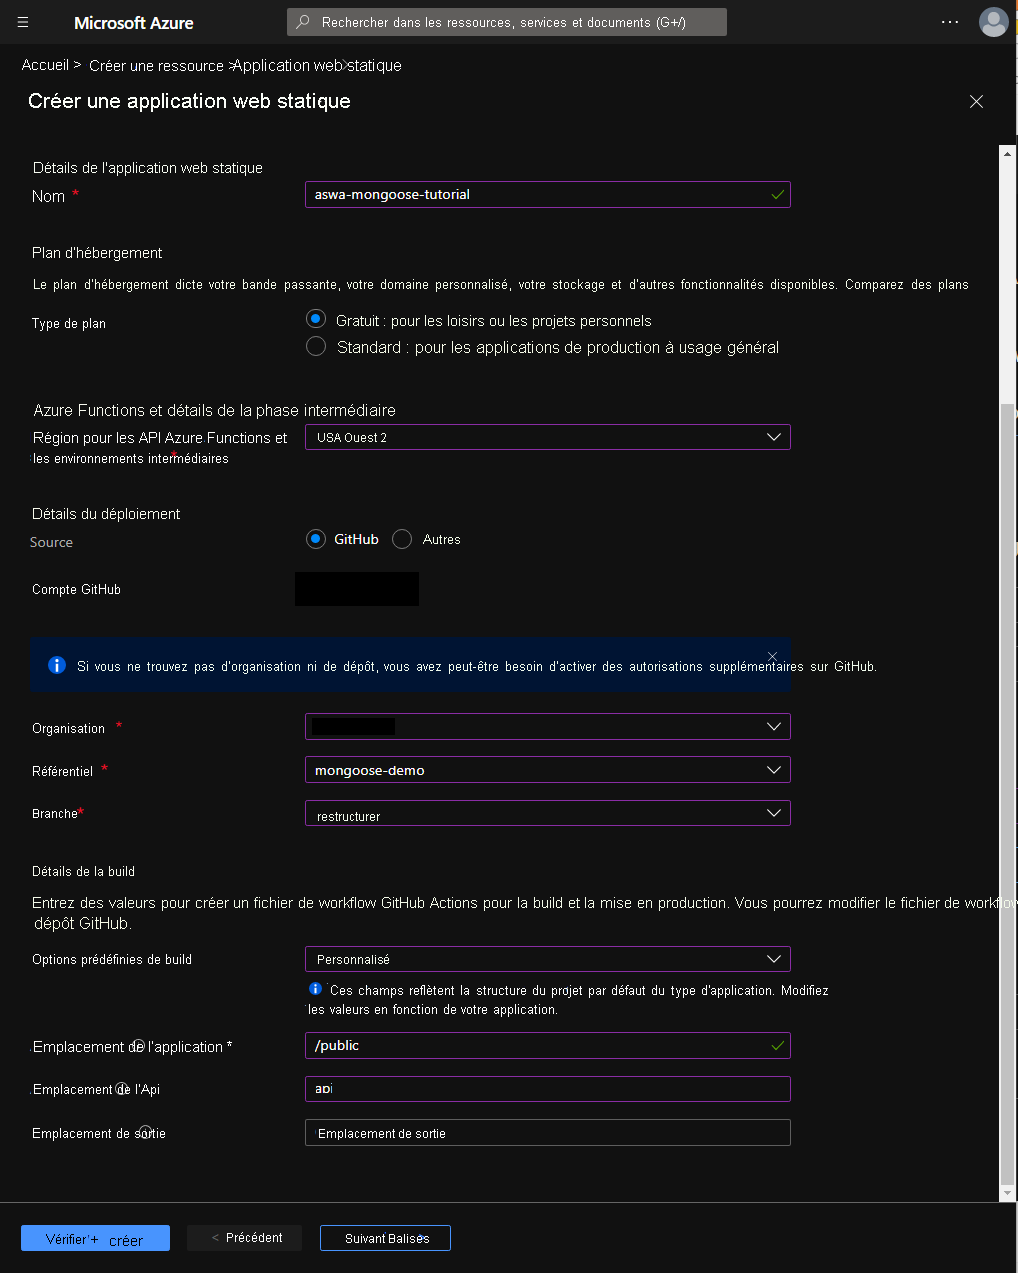 Microsoft Azure
Rechercher dans les ressources, services et documents (G+/)
Accueil > Créer une ressource > Application web statique
Créer une application web statique
Détails de l'application web statique
Nom * aswa-mongoose-tutorial
Plan d'hébergement
Le plan d'hébergement dicte votre bande passante, votre domaine personnalisé, votre stockage et d'autres fonctionnalités disponibles. Comparez des plans
Type de plan
Gratuit : pour les loisirs ou les projets personnels
Standard : pour les applications de production à usage général
Azure Functions et détails de la phase intermédiaire
Région pour les API Azure Functions et
les environnements intermédiaires *
USA Ouest 2
Détails du déploiement
Source GitHub Autres
Compte GitHub
Si vous ne trouvez pas d'organisation ni de dépôt, vous avez peut-être besoin d'activer des autorisations supplémentaires sur GitHub.
Organisation *
Référentiel * mongoose-demo
Branche* restructurer
Détails de la build
Entrez des valeurs pour créer un fichier de workflow GitHub Actions pour la build et la mise en production. Vous pourrez modifier le fichier de workflow
dépôt GitHub.
Options prédéfinies de build Personnalisé
Ces champs reflètent la structure du projet par défaut du type d'application. Modifiez
les valeurs en fonction de votre application.
Emplacement de l'application * /public
Emplacement de l'Api api
Emplacement de sortie Emplacement de sortie
Vérifier + créer < Précédent Suivant Balises >